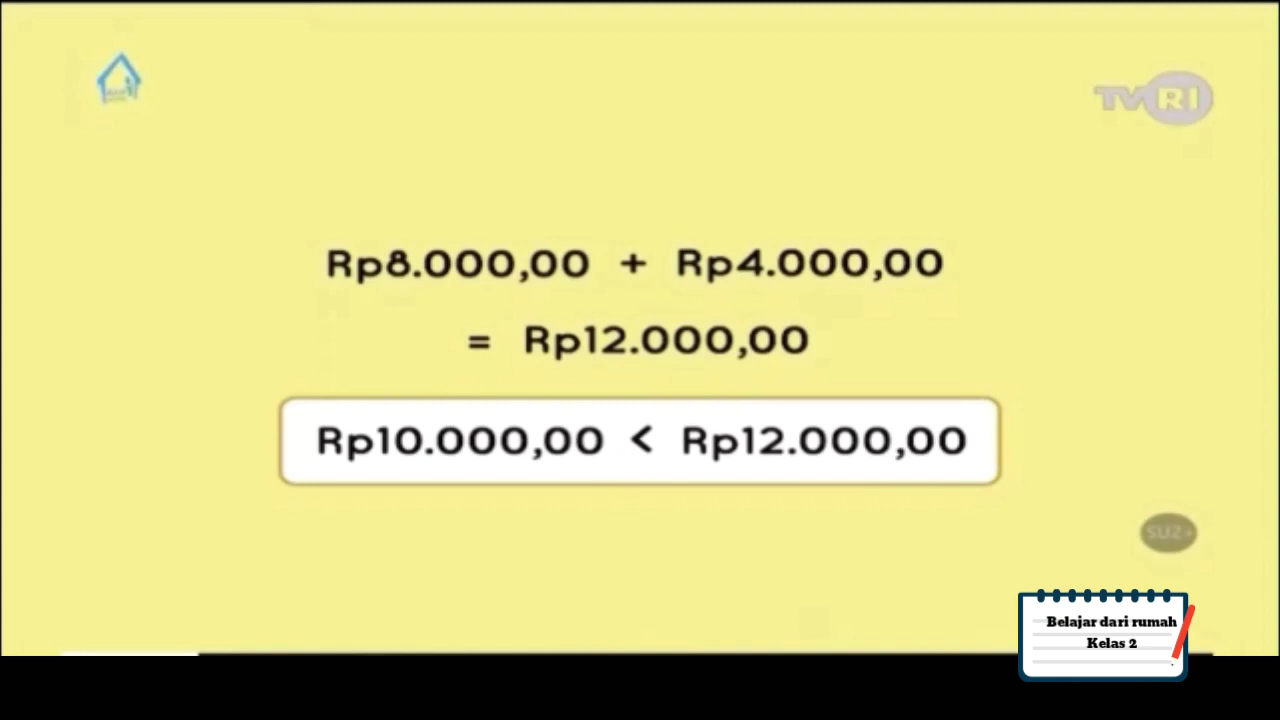 TVRI
Rp8.000,00 + Rp4.000,00
= Rp12.000,00
Rp10.000,00 < Rp12.000,00
SUZ+
Belajar dari rumah
Kelas 2